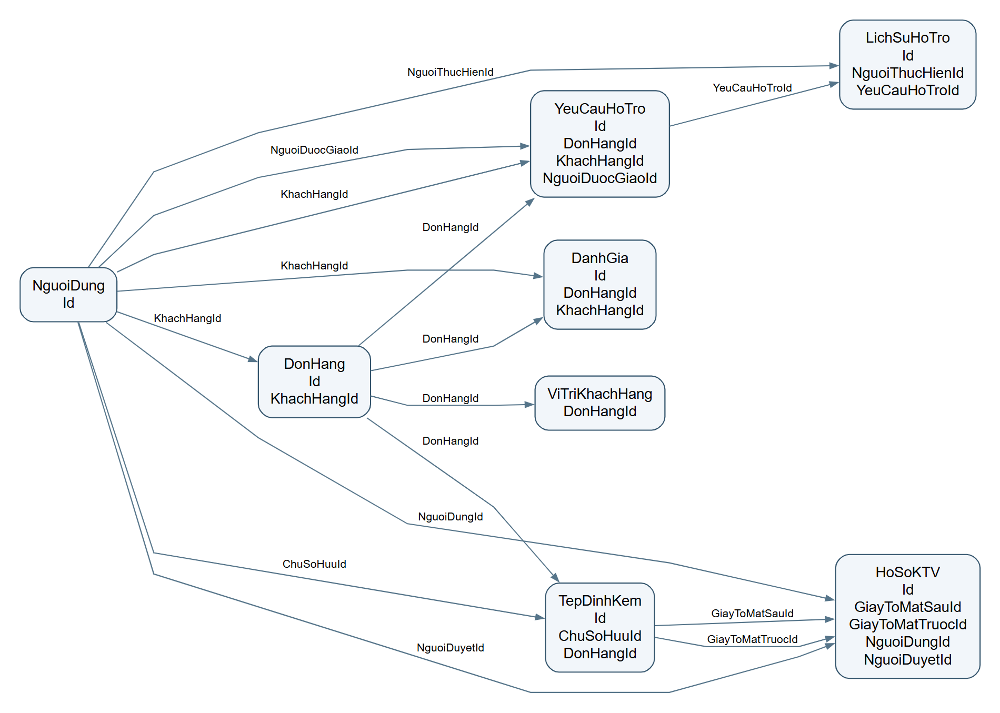 LichSuHoTro
Id
NguoiThucHienId
YeuCauHoTroId
NguoiThucHienId
YeuCauHoTroId
YeuCauHoTro
Id
DonHangId
KhachHangId
NguoiDuocGiaoId
NguoiDuocGiaoId
KhachHangId
DonHangId
DanhGia
Id
DonHangId
KhachHangId
KhachHangId
NguoiDung
Id
KhachHangId
DonHangId
DonHang
Id
KhachHangId
DonHangId
ViTriKhachHang
DonHangId
DonHangId
NguoiDungId
ChuSoHuuId
HoSoKTV
Id
GiayToMatSauId
GiayToMatTruocId
NguoiDungId
NguoiDuyetId
TepDinhKem
Id
ChuSoHuuId
DonHangId
GiayToMatSauId
GiayToMatTruocId
NguoiDuyetId